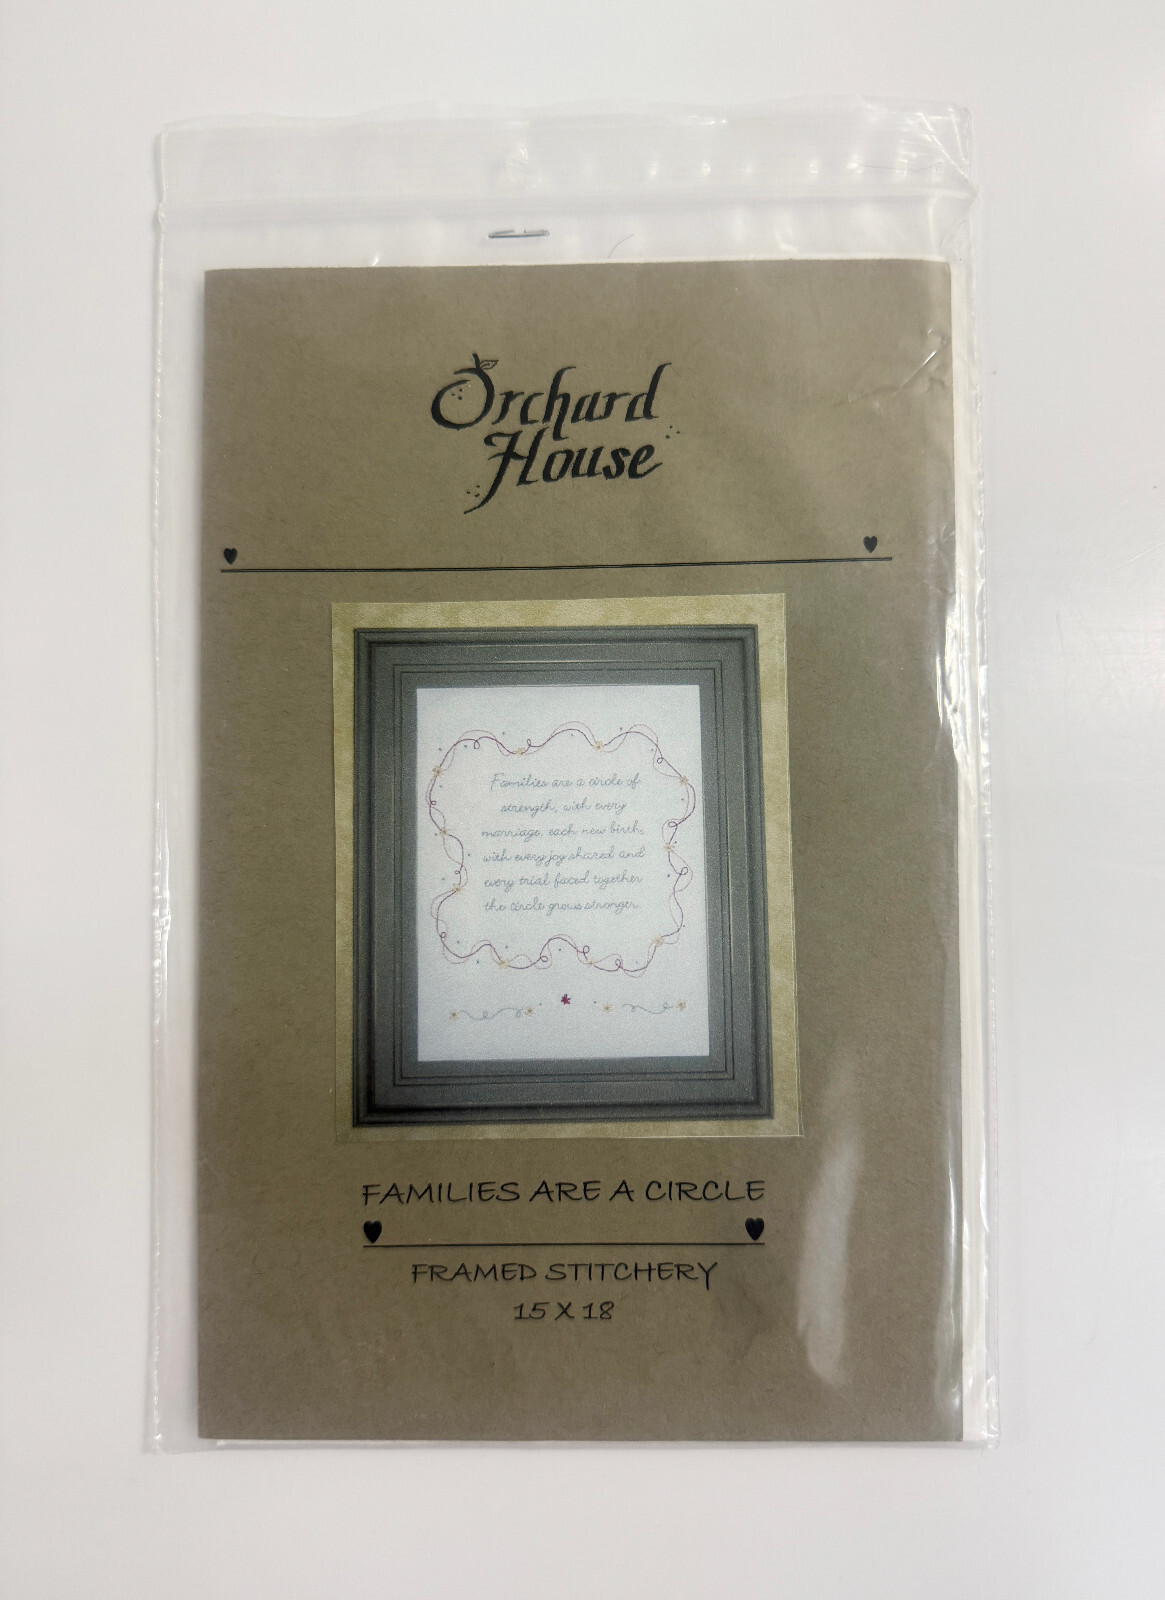 Orchard
House
Families are a circle of
strength, with every
marriage, each new birth,
with every joy shared and
every trial faced together
the circle grows stronger.
FAMILIES ARE A CIRCLE
FRAMED STITCHERY
15 X 18